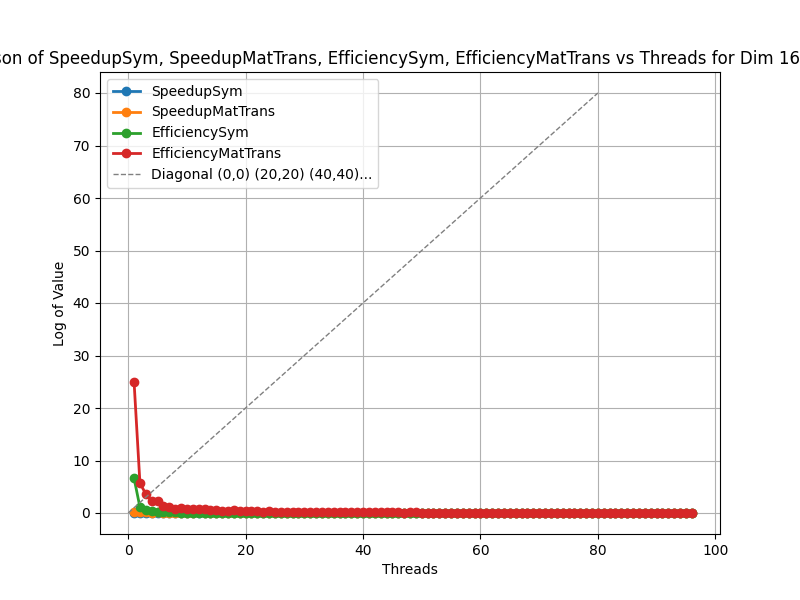 son of SpeedupSym, SpeedupMatTrans, EfficiencySym, EfficiencyMatTrans vs Threads for Dim 16
SpeedupSym
SpeedupMatTrans
EfficiencySym
EfficiencyMatTrans
Diagonal (0,0) (20,20) (40,40)...
80
70
60
50
40
30
20
10
0
Log of Value
0 20 40 60 80 100
Threads